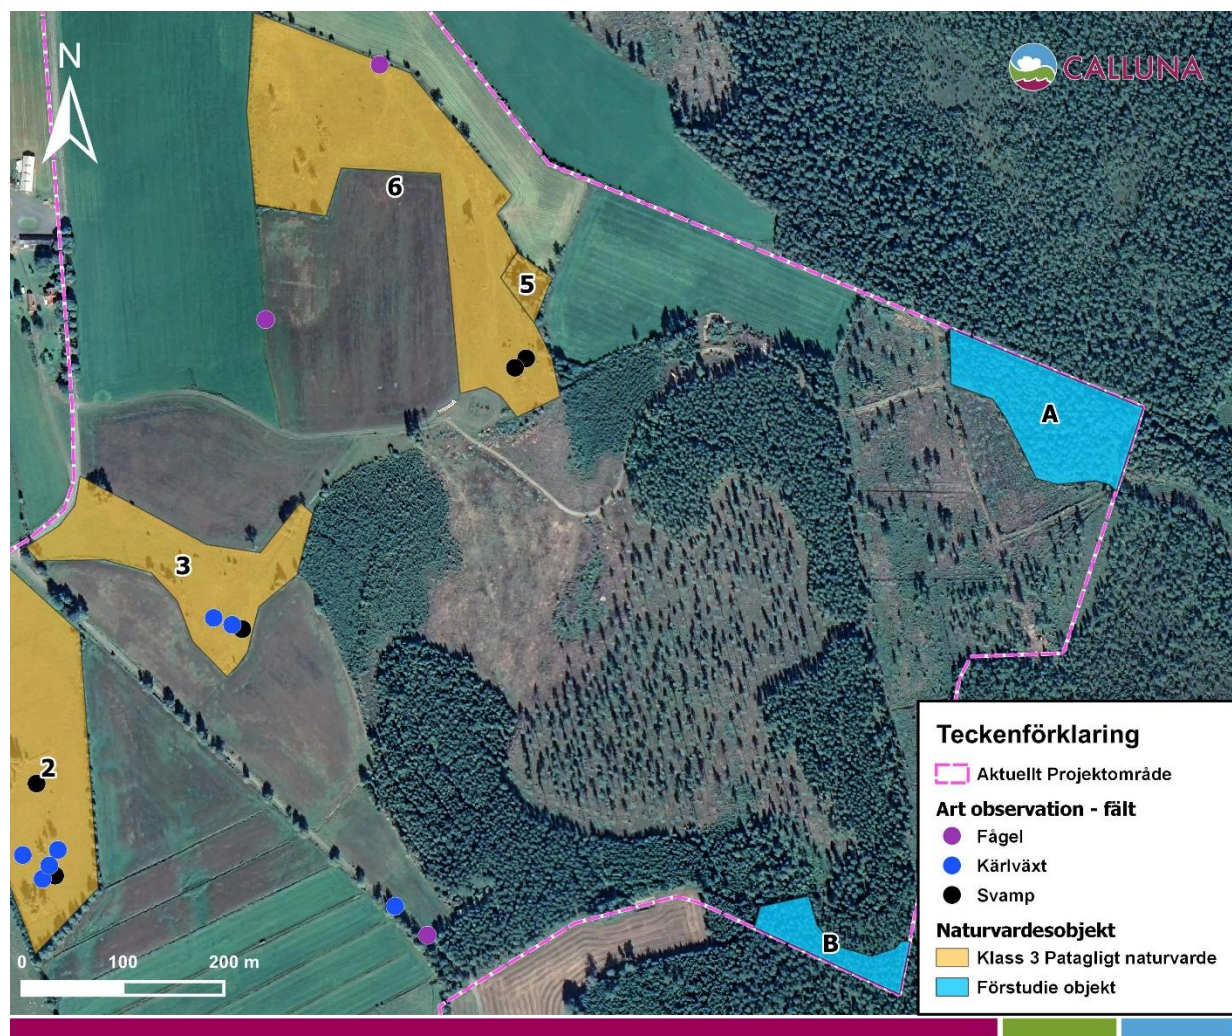 N
CALLUNA
6
5
A
3
2
B
0 100 200 m
Teckenförklaring
Aktuellt Projektområde
Art observation - fält
Fågel
Kärlväxt
Svamp
Naturvardesobjekt
Klass 3 Patagligt naturvarde
Förstudie objekt